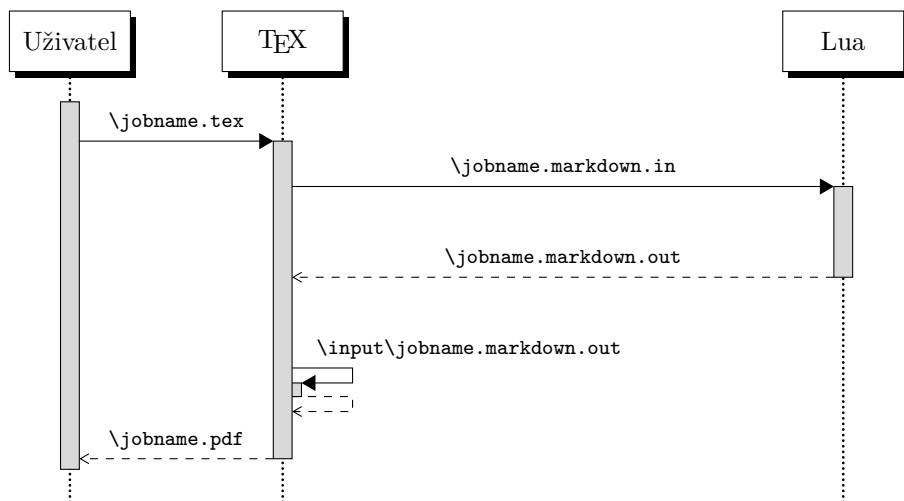 Uživatel
TEX
Lua
\jobname.tex
\jobname.markdown.in
\jobname.markdown.out
\input\jobname.markdown.out
\jobname.pdf